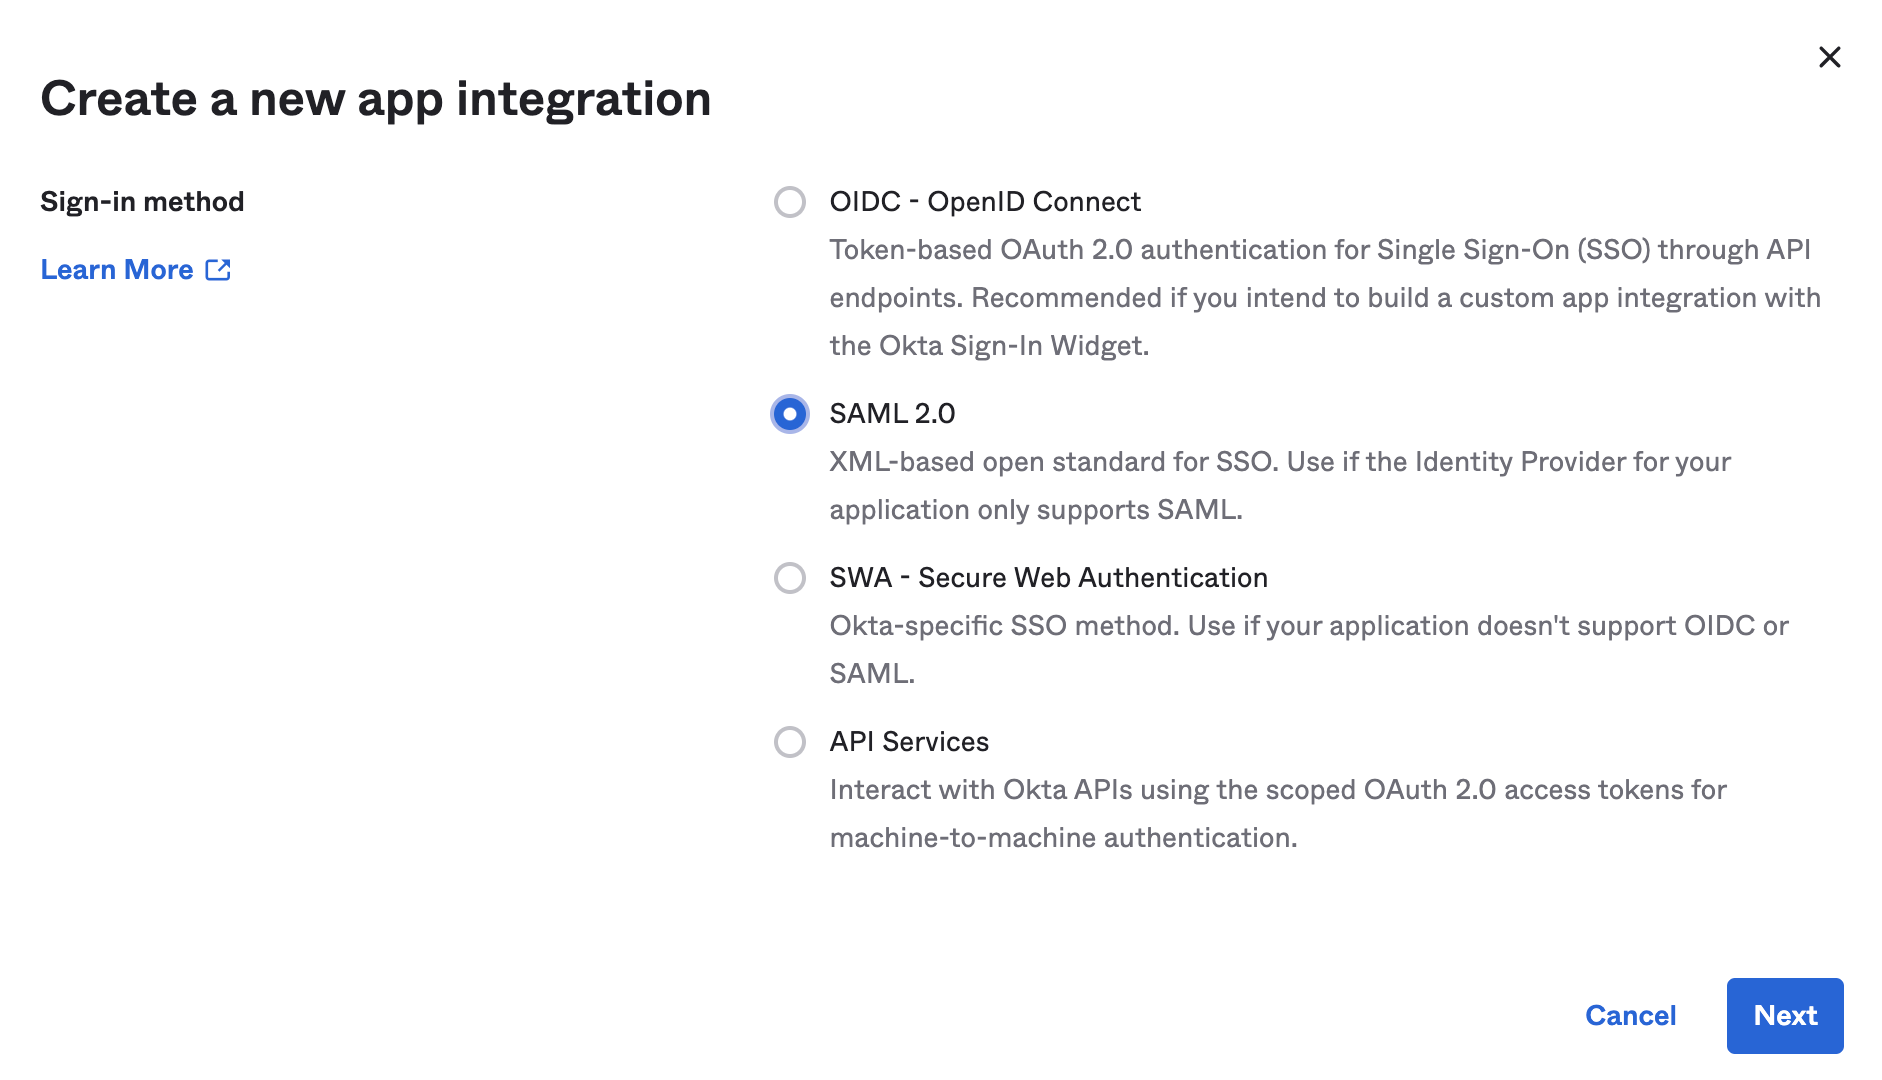 Create a new app integration
Sign-in method
Learn More
OIDC - OpenID Connect
Token-based OAuth 2.0 authentication for Single Sign-On (SSO) through API
endpoints. Recommended if you intend to build a custom app integration with
the Okta Sign-In Widget.
SAML 2.0
XML-based open standard for SSO. Use if the Identity Provider for your
application only supports SAML.
SWA - Secure Web Authentication
Okta-specific SSO method. Use if your application doesn't support OIDC or
SAML.
API Services
Interact with Okta APIs using the scoped OAuth 2.0 access tokens for
machine-to-machine authentication.
Cancel
Next